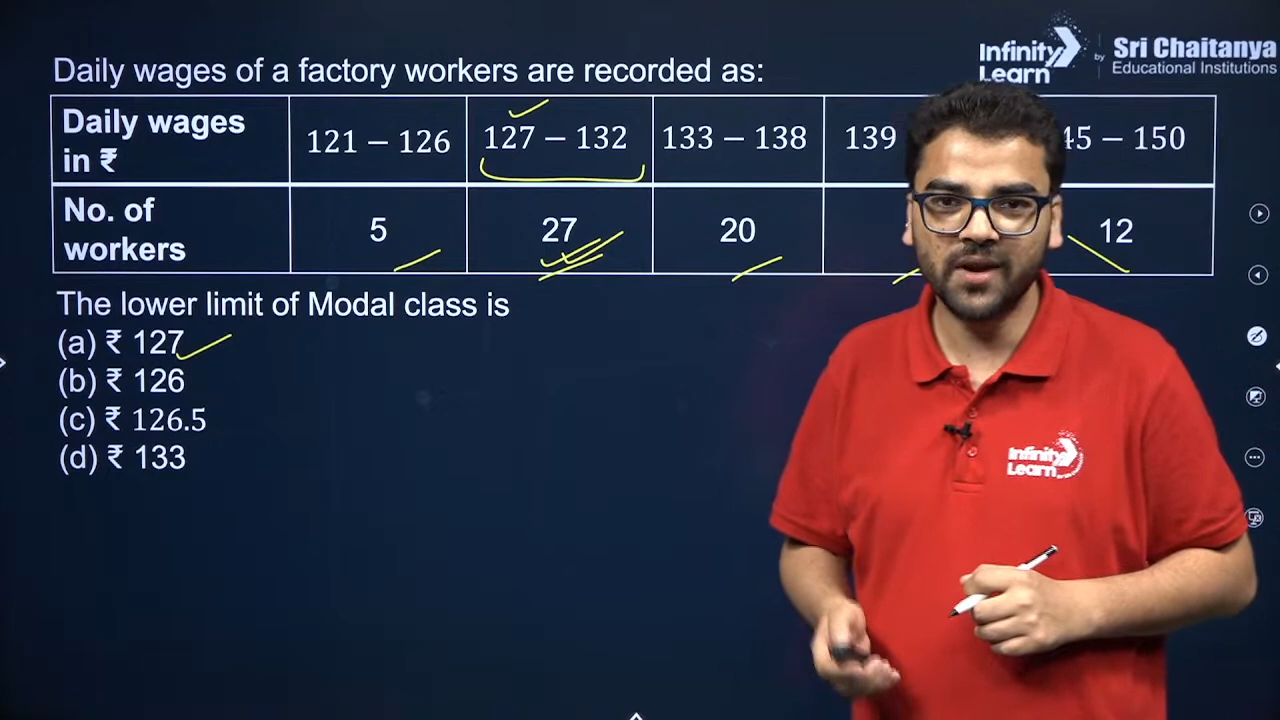 Infinity Learn by Sri Chaitanya Educational Institutions
Daily wages of a factory workers are recorded as:
Daily wages in ₹ 121 – 126 127 – 132 133 – 138 139 45 – 150
No. of workers 5 27 20 12
The lower limit of Modal class is
(a) ₹ 127
(b) ₹ 126
(c) ₹ 126.5
(d) ₹ 133
Infinity Learn